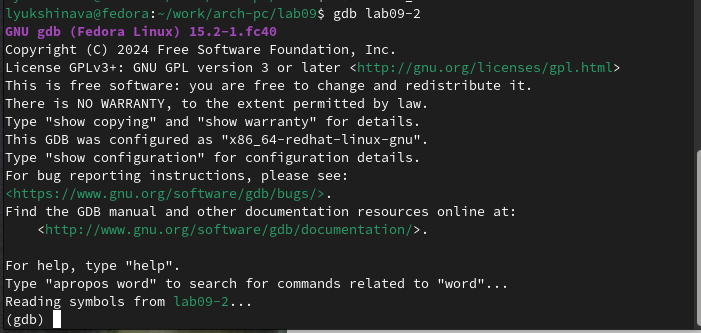 lyukshinava@fedora:~/work/arch-pc/lab09$ gdb lab09-2
GNU gdb (Fedora Linux) 15.2-1.fc40
Copyright (C) 2024 Free Software Foundation, Inc.
License GPLv3+: GNU GPL version 3 or later <http://gnu.org/licenses/gpl.html>
This is free software: you are free to change and redistribute it.
There is NO WARRANTY, to the extent permitted by law.
Type "show copying" and "show warranty" for details.
This GDB was configured as "x86_64-redhat-linux-gnu".
Type "show configuration" for configuration details.
For bug reporting instructions, please see:
<https://www.gnu.org/software/gdb/bugs/>.
Find the GDB manual and other documentation resources online at:
    <http://www.gnu.org/software/gdb/documentation/>.

For help, type "help".
Type "apropos word" to search for commands related to "word"...
Reading symbols from lab09-2...
(gdb)